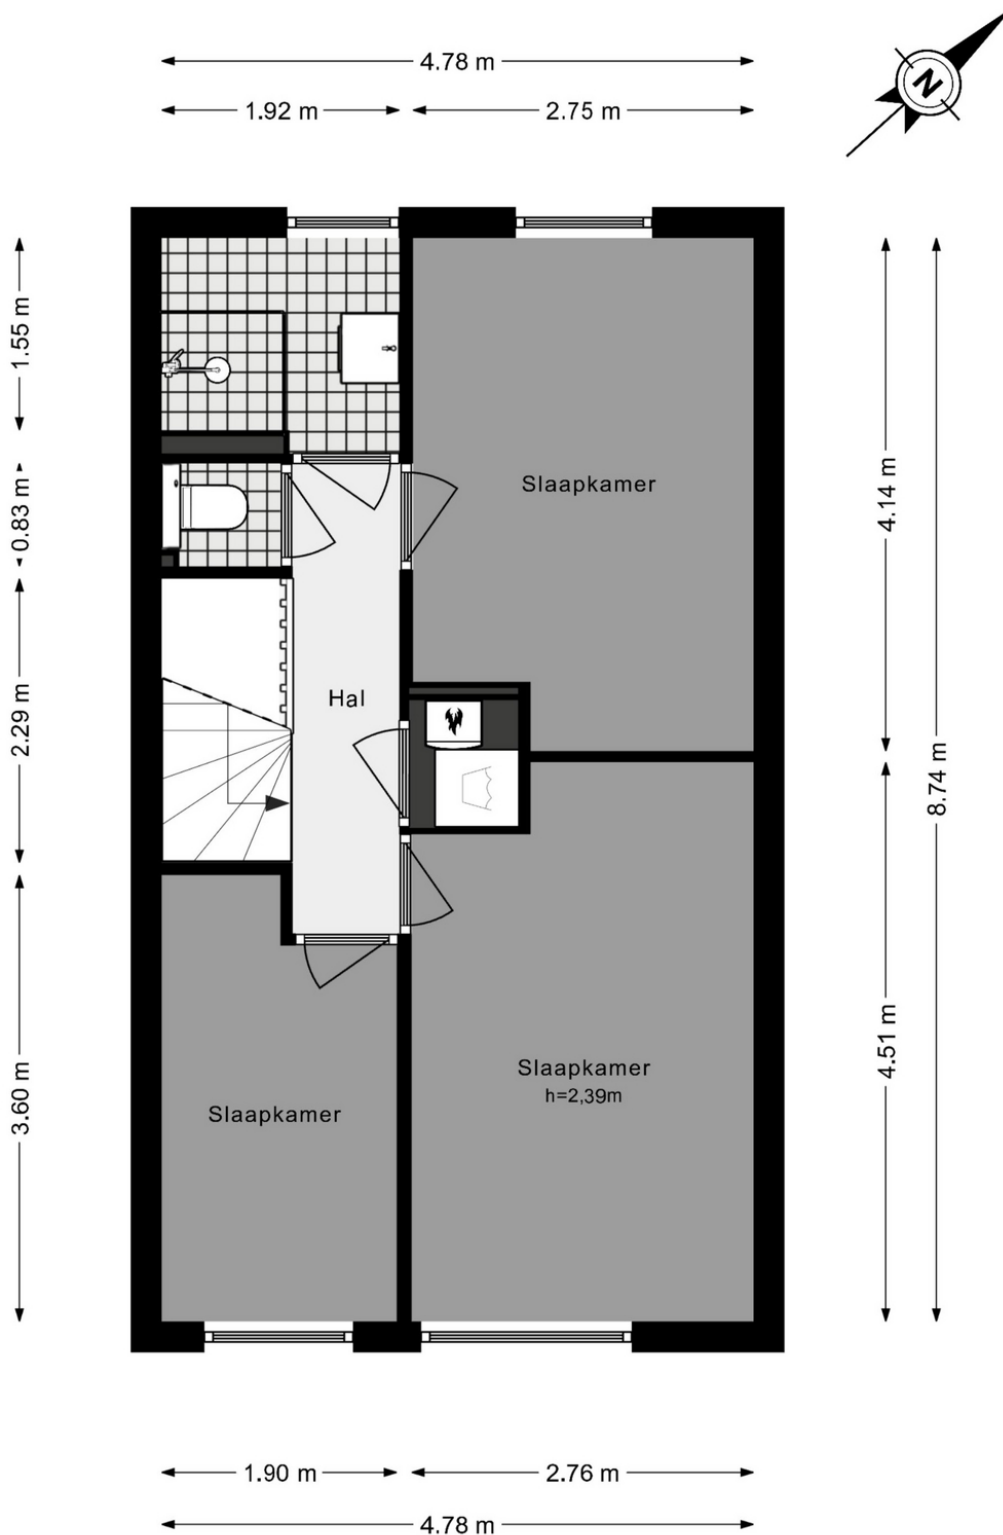 4.78 m
1.92 m
2.75 m
N
1.55 m
0.83 m
2.29 m
3.60 m
4.14 m
8.74 m
4.51 m
Slaapkamer
Hal
Slaapkamer
h=2,39m
Slaapkamer
1.90 m
2.76 m
4.78 m